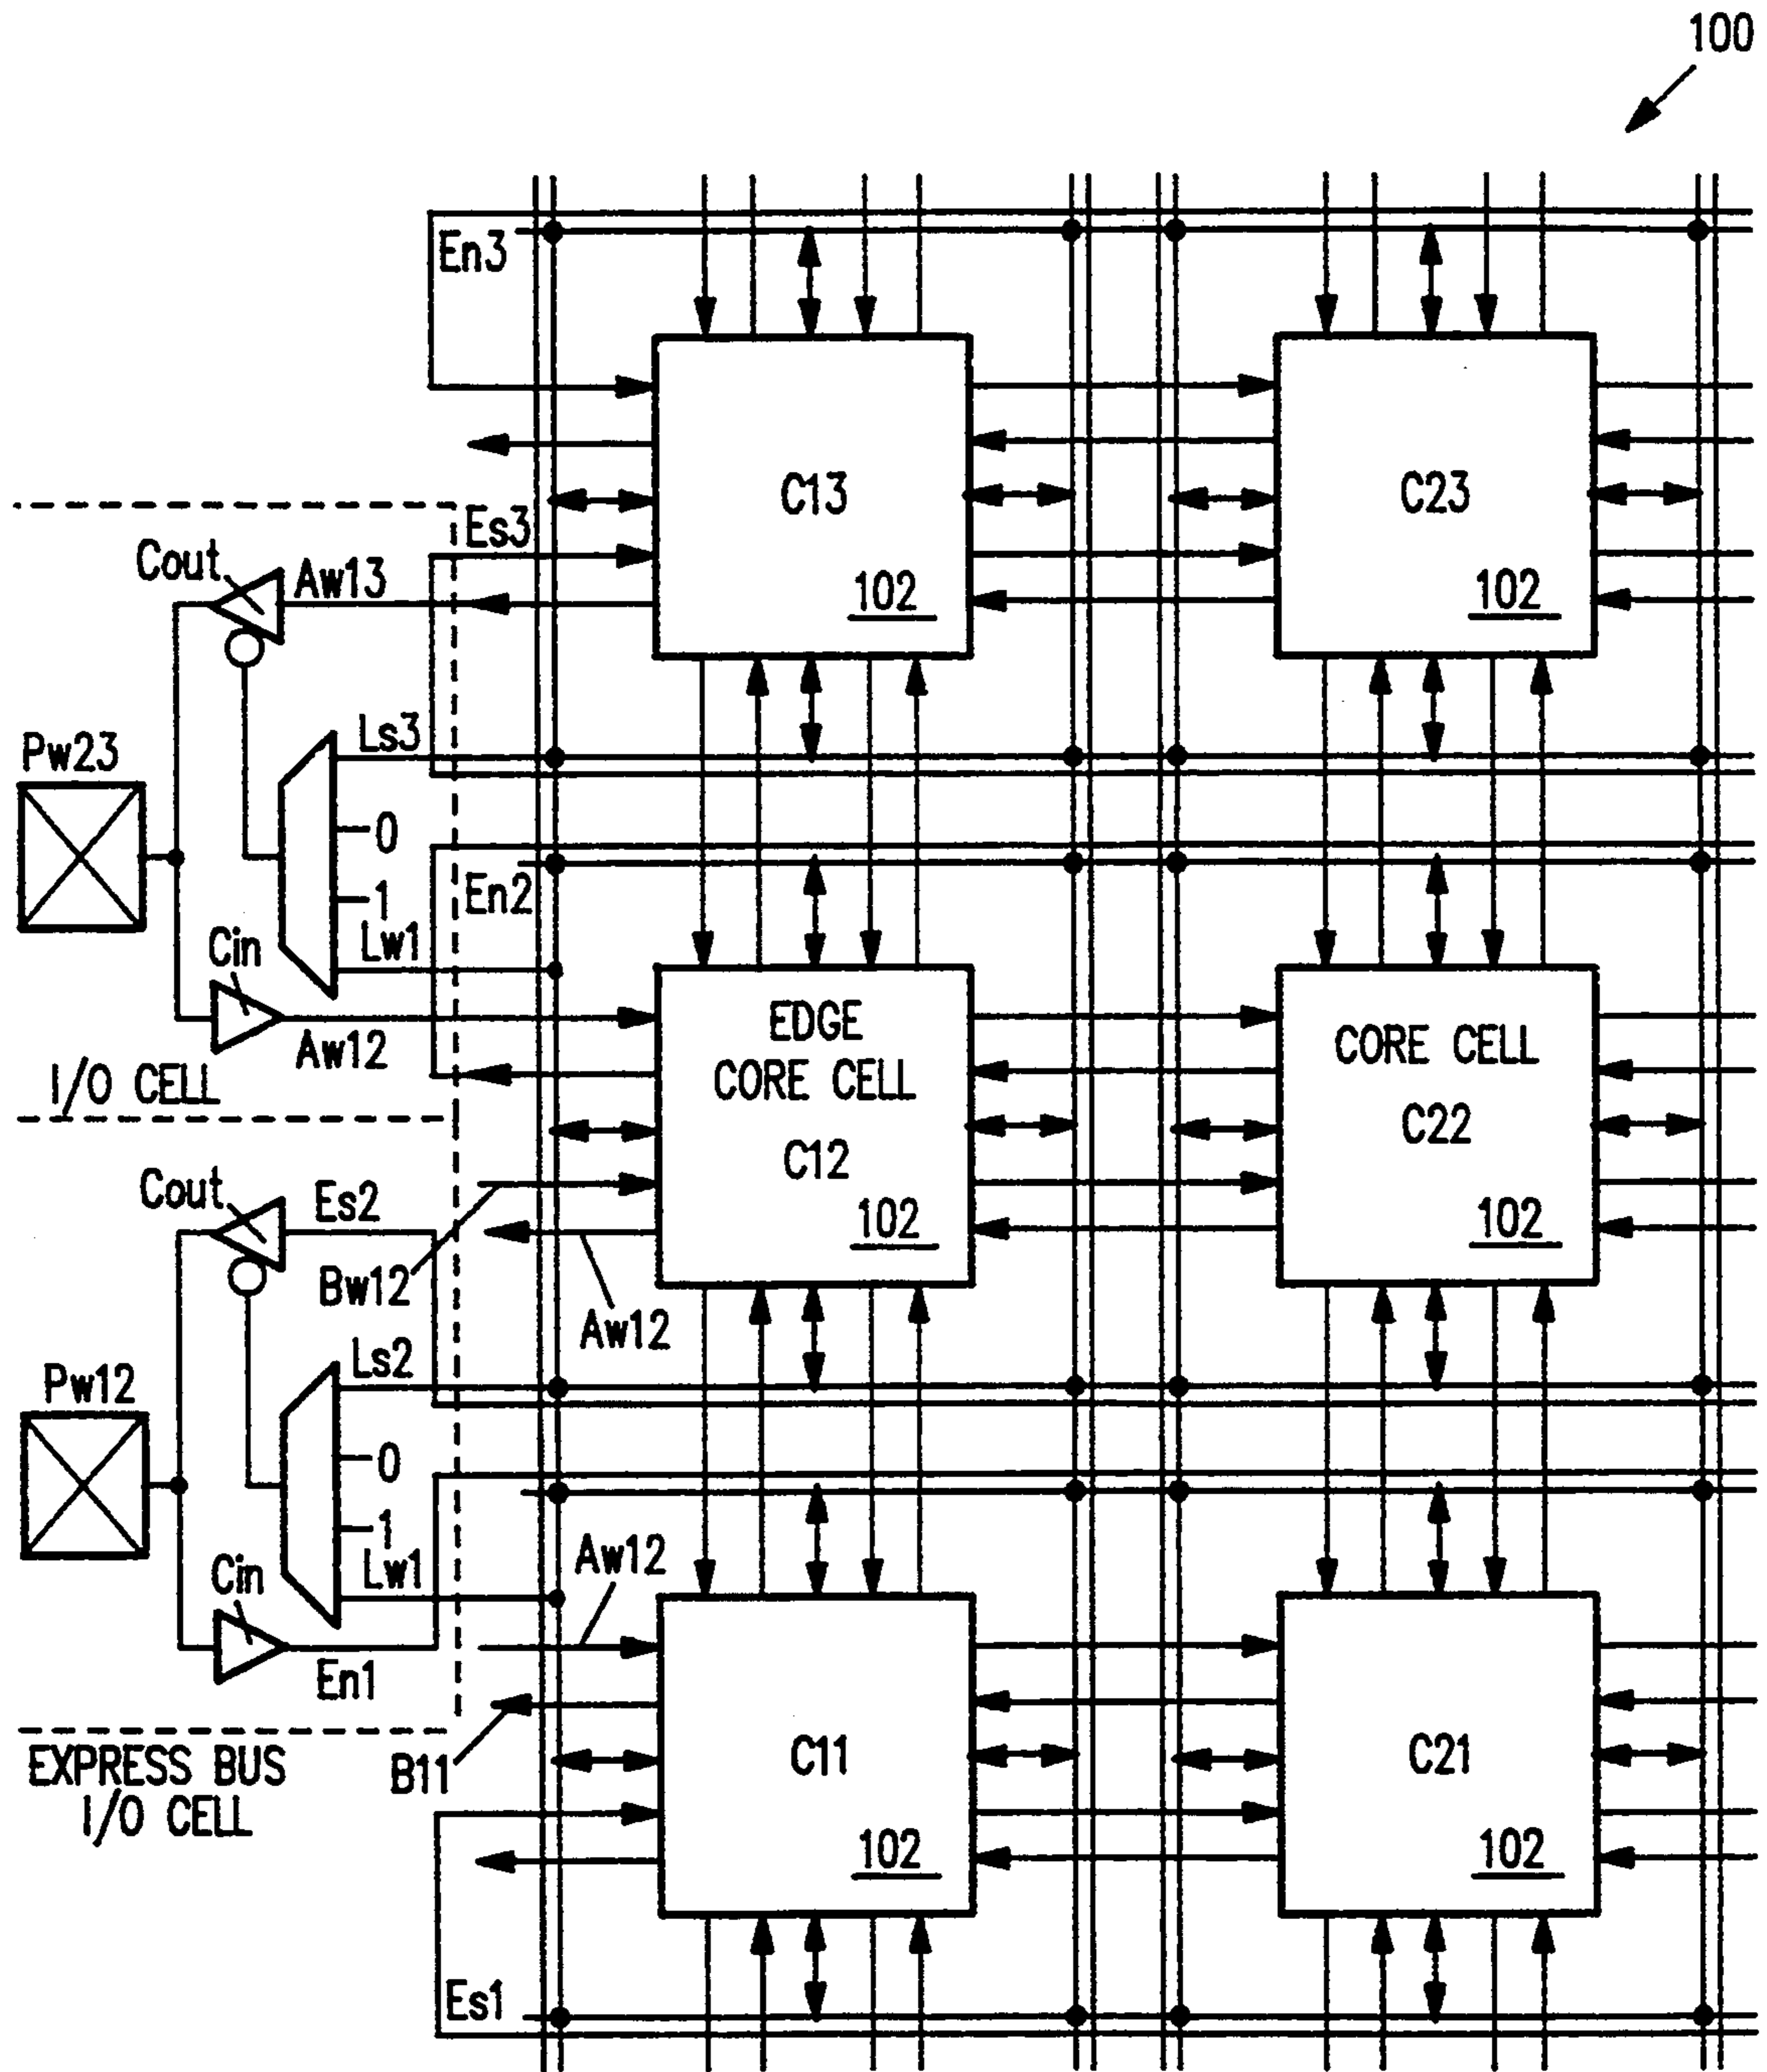 100
En3
C13
C23
Es3
Cout
Aw13
102
102
Pw23
Ls3
0
1
En2
Cin
Lw1
EDGE
CORE CELL
C12
CORE CELL
C22
Aw12
I/O CELL
Cout
Es2
102
102
Bw12
Aw12
Pw12
Ls2
0
1
Aw12
Cin
Lw1
En1
B11
C11
C21
EXPRESS BUS
I/O CELL
102
102
Es1